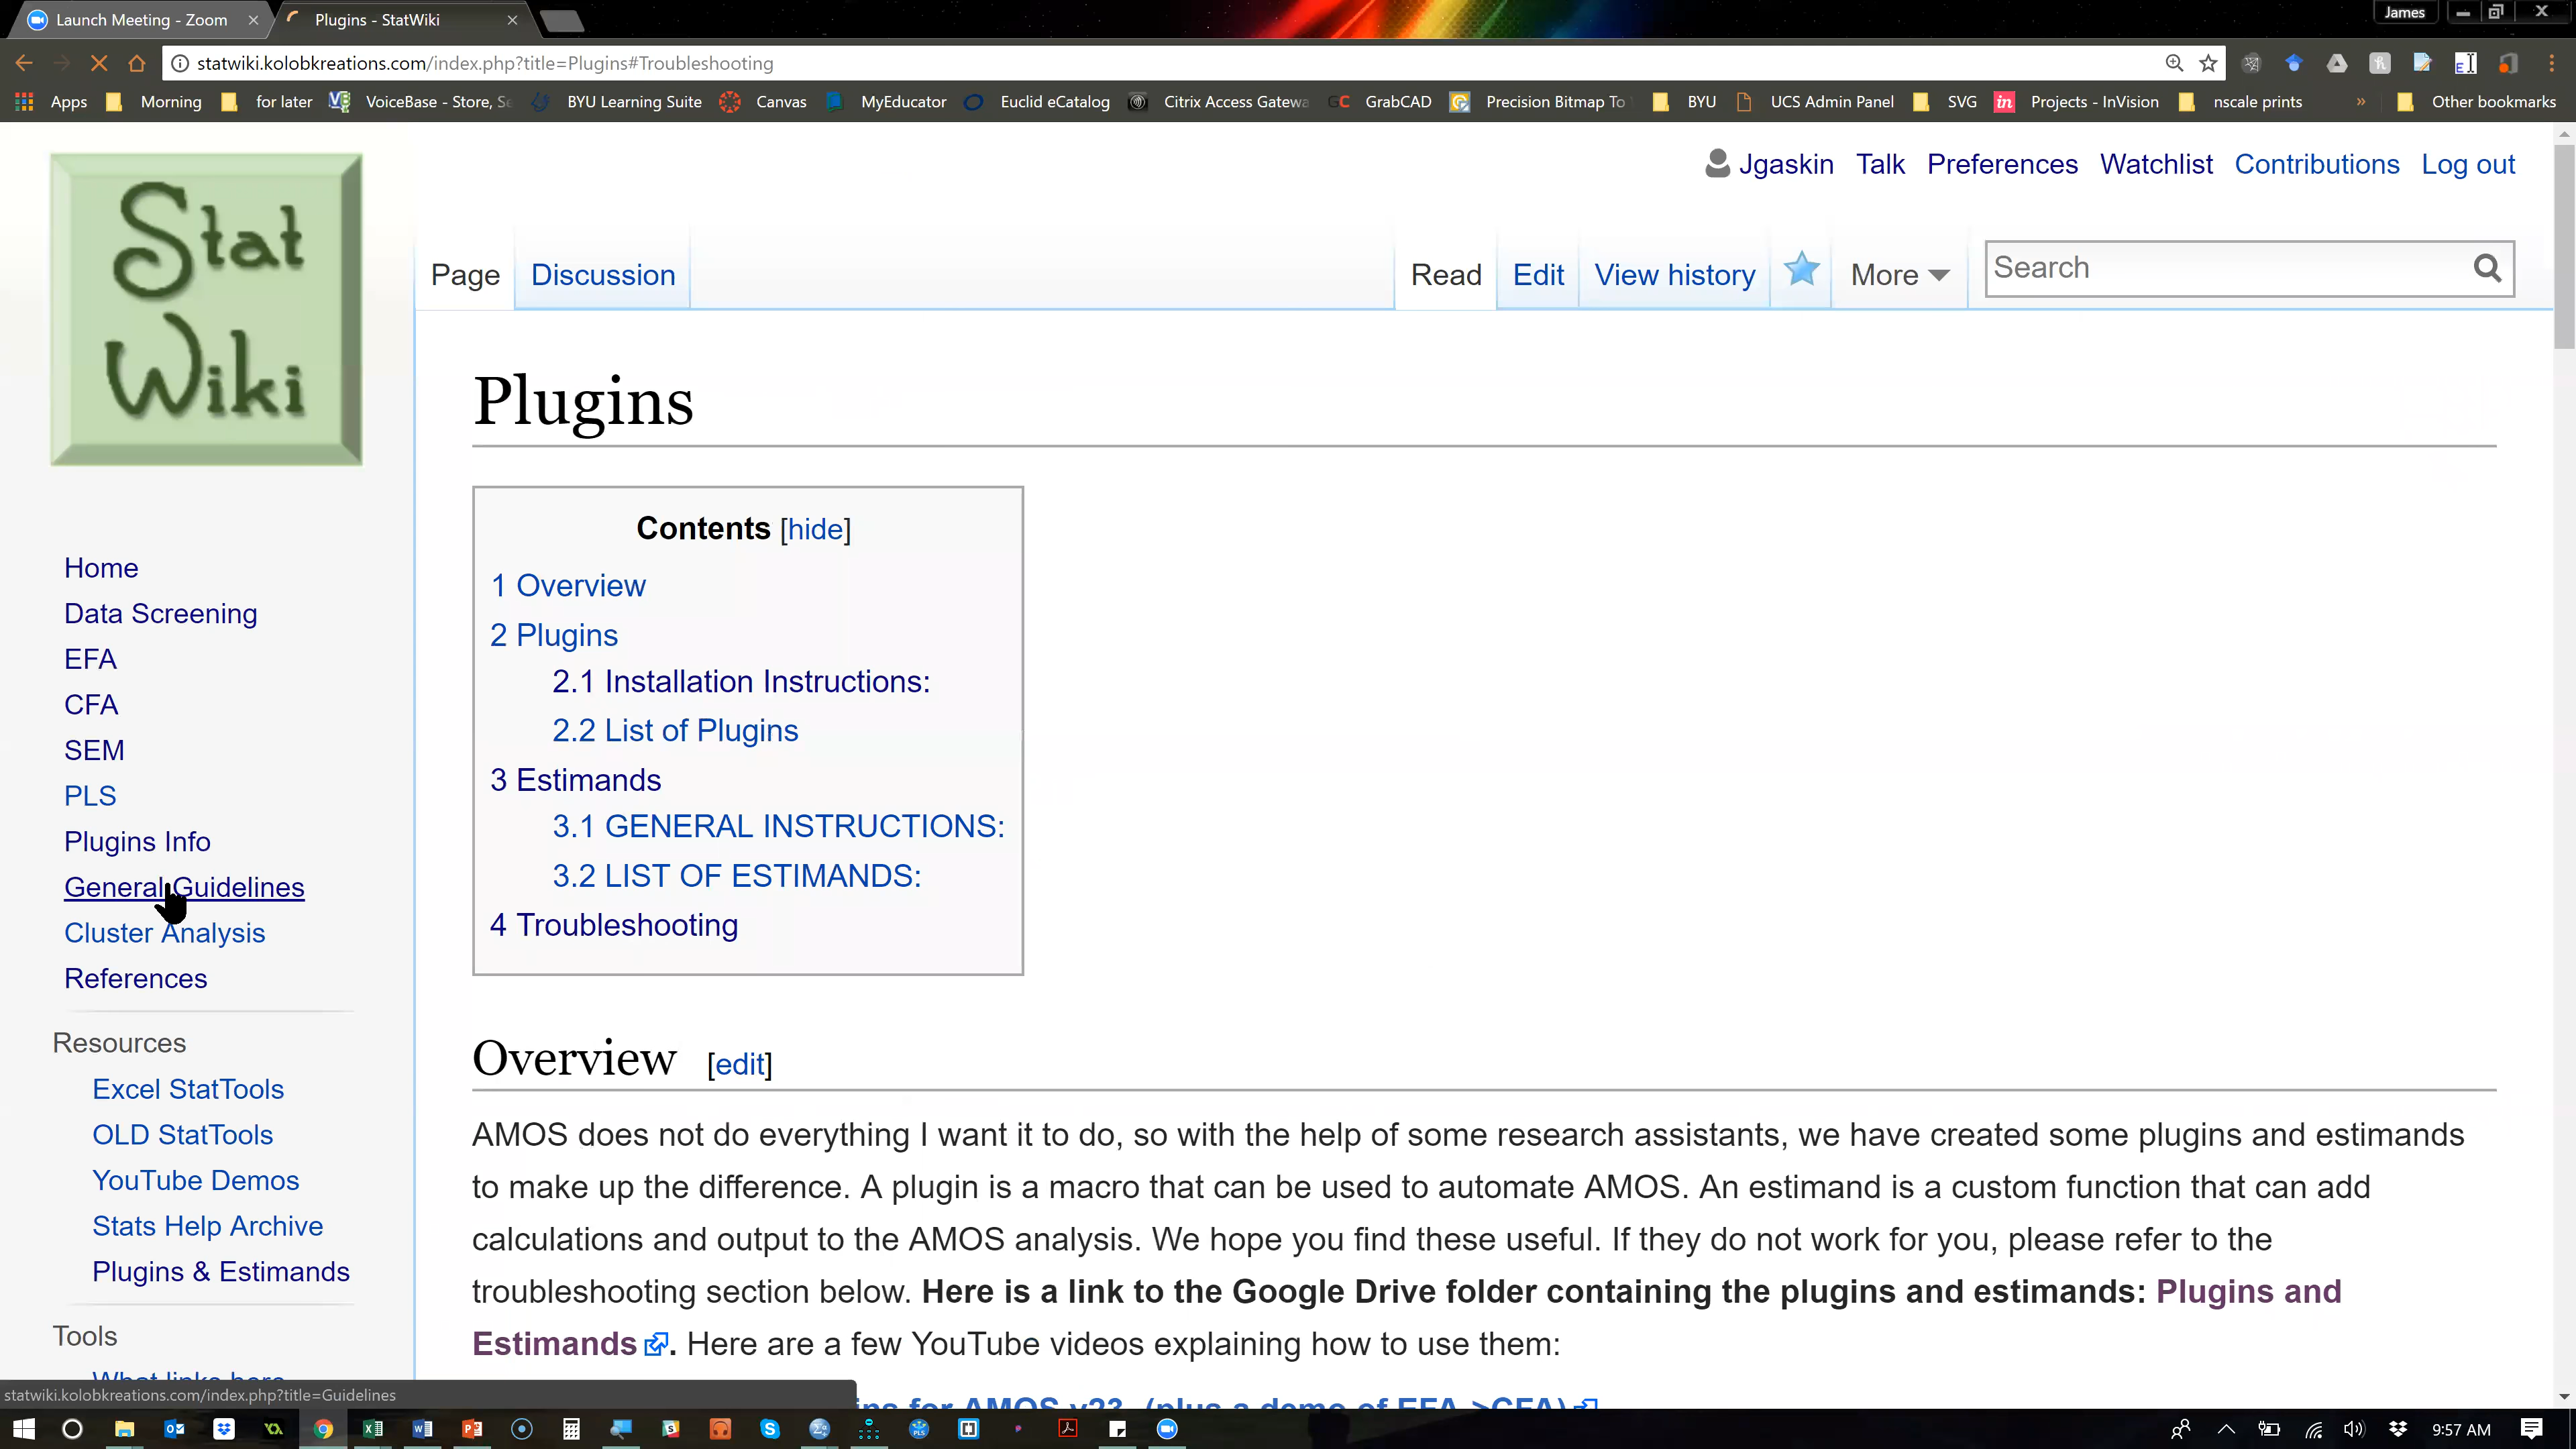 Launch Meeting - Zoom
Plugins - StatWiki
James
statwiki.kolobkreations.com/index.php?title=Plugins#Troubleshooting
Apps Morning for later VoiceBase - Store, Se BYU Learning Suite Canvas MyEducator Euclid eCatalog Citrix Access Gatewa GrabCAD Precision Bitmap To BYU UCS Admin Panel SVG Projects - InVision nscale prints » Other bookmarks
Jgaskin Talk Preferences Watchlist Contributions Log out
Stat
Wiki
Page Discussion Read Edit View history More Search
Plugins
Contents [hide]
1 Overview
2 Plugins
2.1 Installation Instructions:
2.2 List of Plugins
3 Estimands
3.1 GENERAL INSTRUCTIONS:
3.2 LIST OF ESTIMANDS:
4 Troubleshooting
Home
Data Screening
EFA
CFA
SEM
PLS
Plugins Info
General Guidelines
Cluster Analysis
References
Resources
Excel StatTools
OLD StatTools
YouTube Demos
Stats Help Archive
Plugins & Estimands
Tools
What links here
Overview [edit]
AMOS does not do everything I want it to do, so with the help of some research assistants, we have created some plugins and estimands
to make up the difference. A plugin is a macro that can be used to automate AMOS. An estimand is a custom function that can add
calculations and output to the AMOS analysis. We hope you find these useful. If they do not work for you, please refer to the
troubleshooting section below. Here is a link to the Google Drive folder containing the plugins and estimands: Plugins and
Estimands. Here are a few YouTube videos explaining how to use them:
ins for AMOS v23 (plus a demo of EFA->CFA)
statwiki.kolobkreations.com/index.php?title=Guidelines
9:57 AM